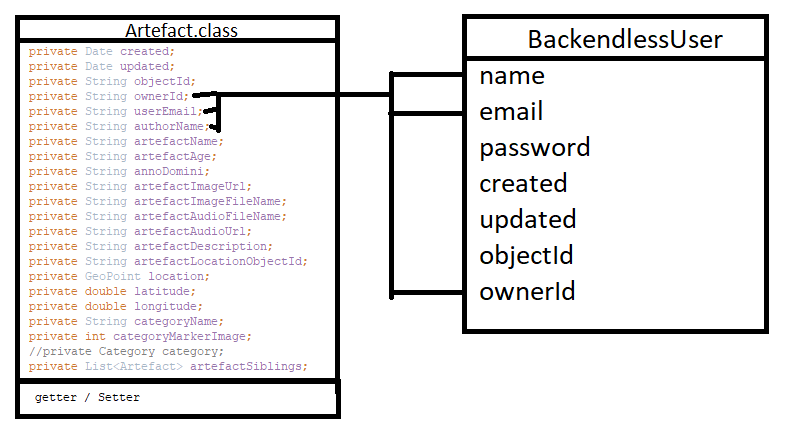 Artefact.class
private Date created;
private Date updated;
private String objectId;
private String ownerId;
private String userEmail;
private String authorName;
private String artefactName;
private String artefactAge;
private String annoDomini;
private String artefactImageUrl;
private String artefactImageFileName;
private String artefactAudioFileName;
private String artefactAudioUrl;
private String artefactDescription;
private String artefactLocationObjectId;
private GeoPoint location;
private double latitude;
private double longitude;
private String categoryName;
private int categoryMarkerImage;
//private Category category;
private List<Artefact> artefactSiblings;
getter / Setter
BackendlessUser
name
email
password
created
updated
objectId
ownerId